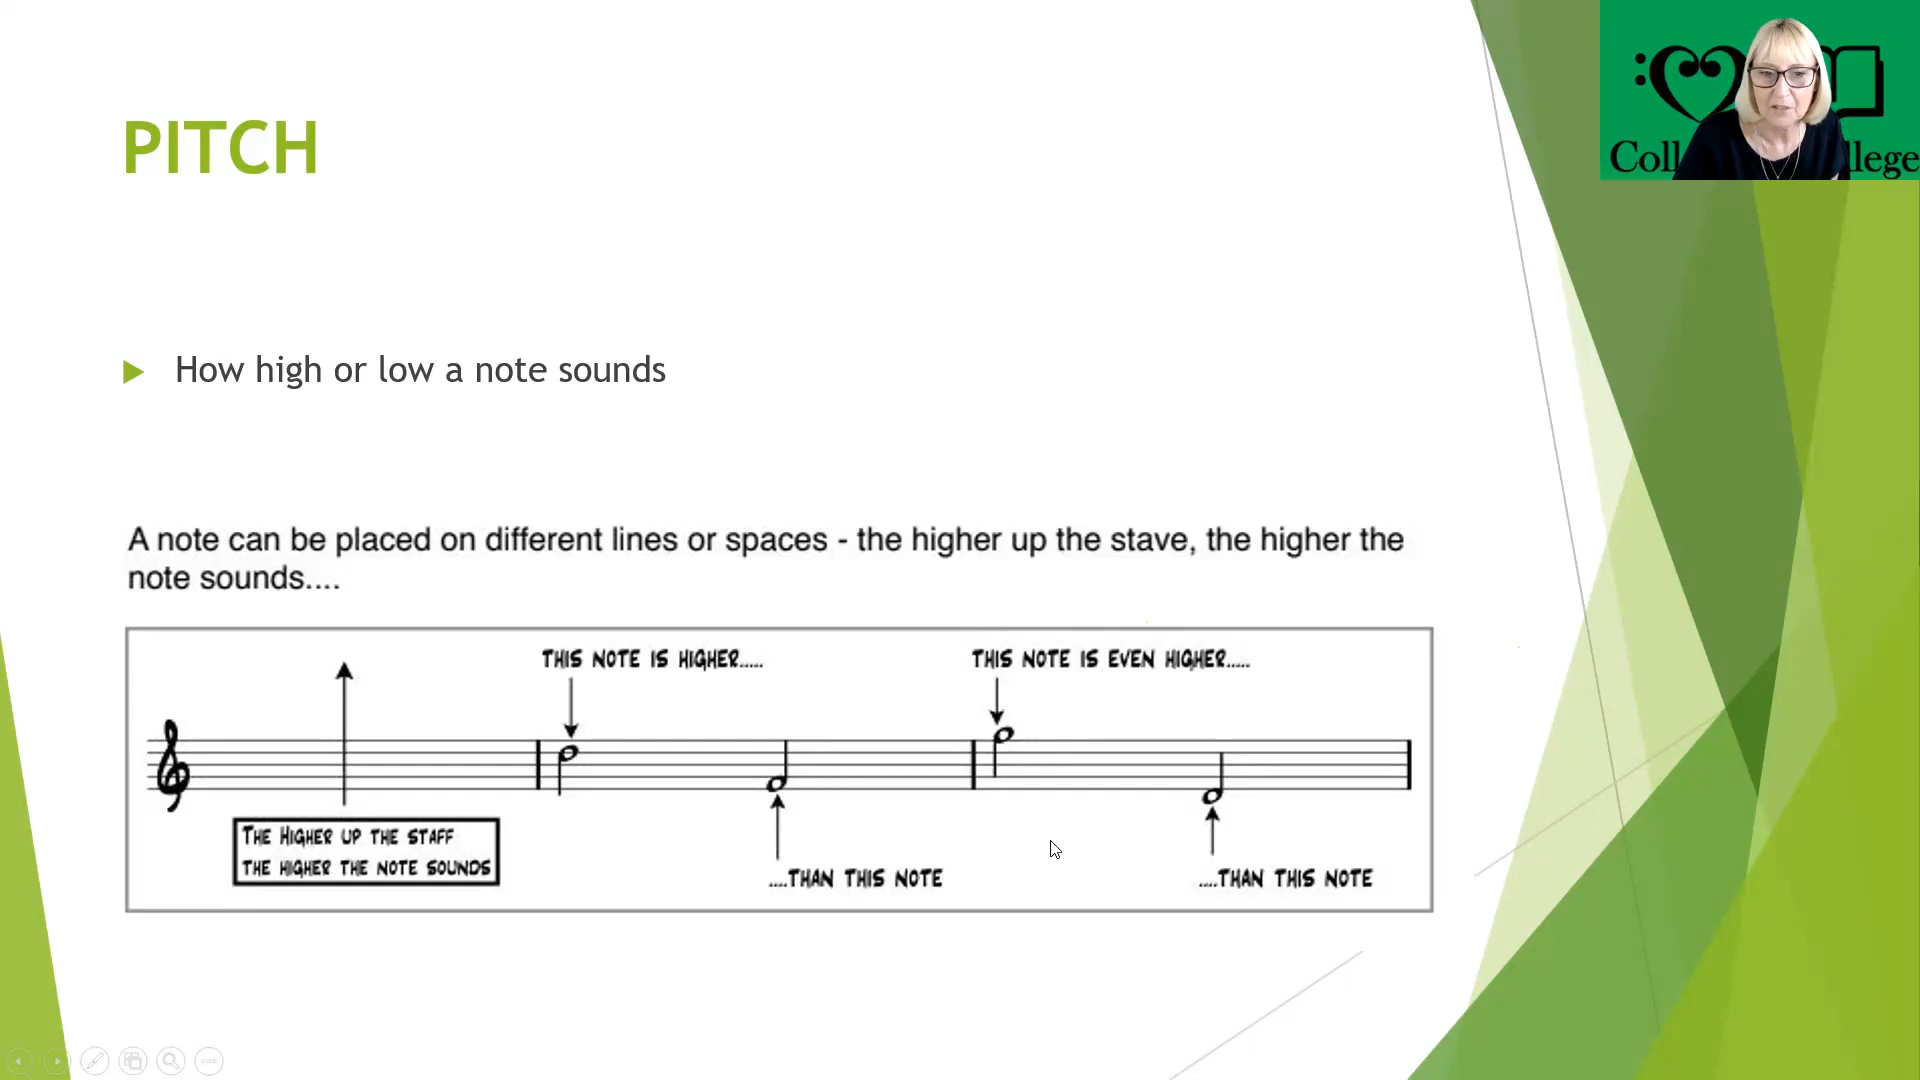 PITCH
How high or low a note sounds
A note can be placed on different lines or spaces - the higher up the stave, the higher the
note sounds....
THIS NOTE IS HIGHER.....
THIS NOTE IS EVEN HIGHER.....
THE HIGHER UP THE STAFF
THE HIGHER THE NOTE SOUNDS
....THAN THIS NOTE
....THAN THIS NOTE